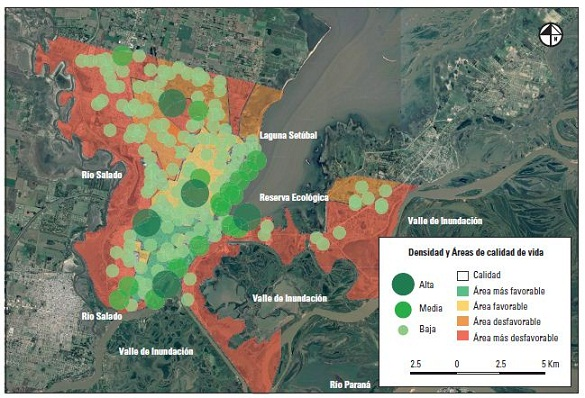 N
Laguna Setúbal
Río Salado
Reserva Ecológica
Valle de Inundación
Valle de Inundación
Río Salado
Valle de Inundación
Río Paraná
Densidad y Áreas de calidad de vida
Alta
Media
Baja
Calidad
Área más favorable
Área favorable
Área desfavorable
Área más desfavorable
2.5 0 2.5 5 Km